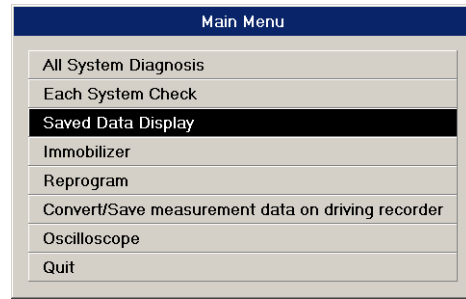 Main Menu
All System Diagnosis
Each System Check
Saved Data Display
Immobilizer
Reprogram
Convert/Save measurement data on driving recorder
Oscilloscope
Quit